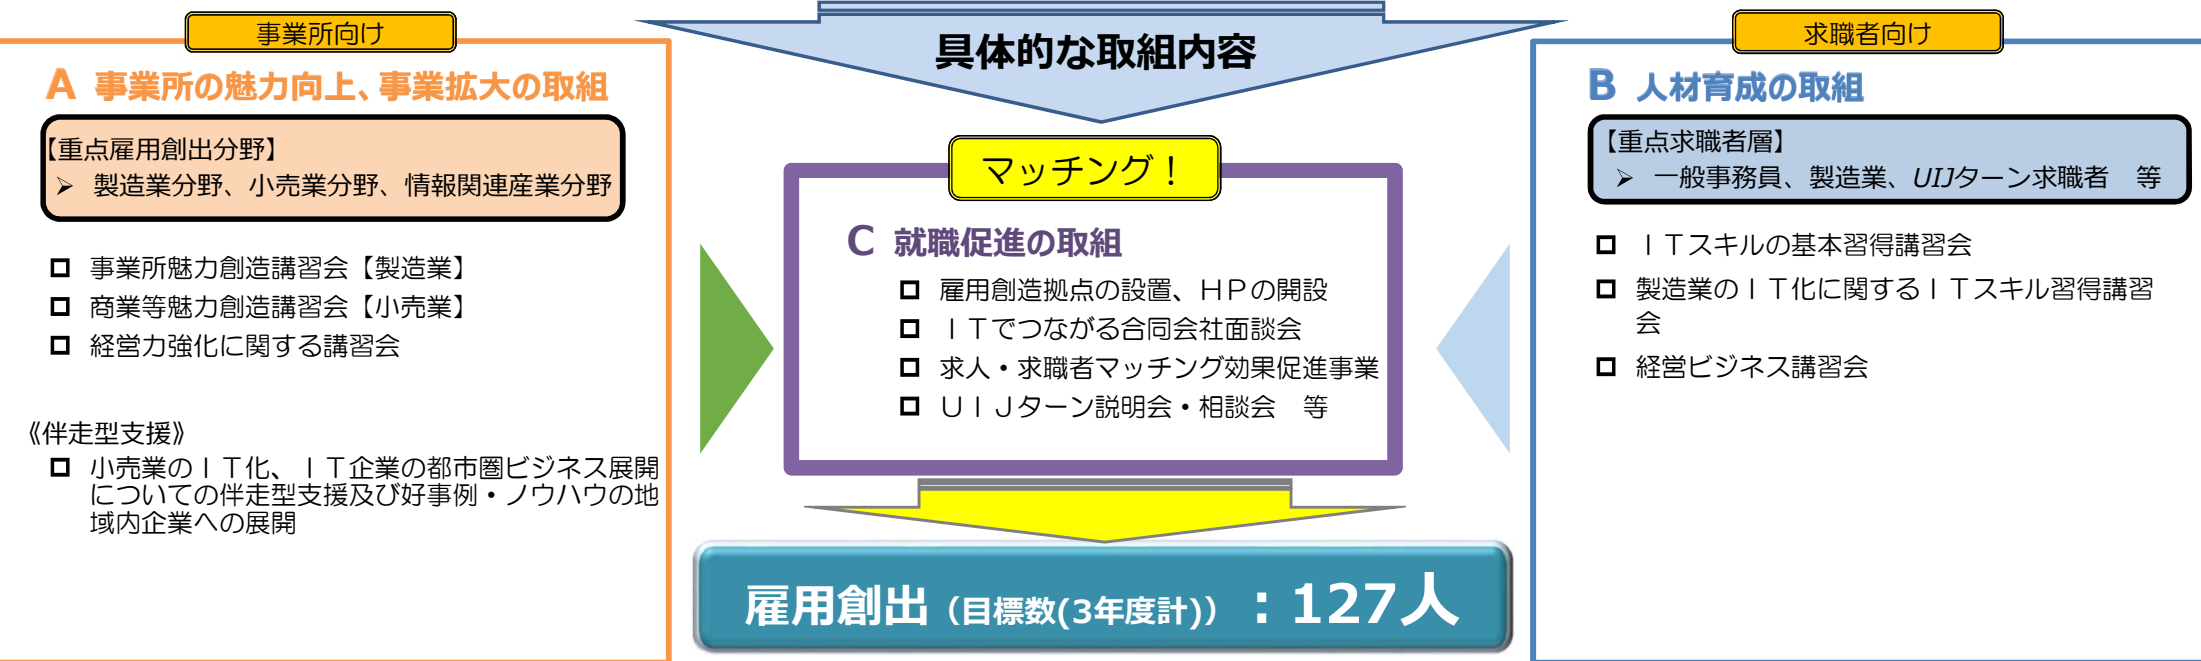 具体的な取組内容
事業所向け
A 事業所の魅力向上、事業拡大の取組
【重点雇用創出分野】
➢ 製造業分野、小売業分野、情報関連産業分野
□ 事業所魅力創造講習会【製造業】
□ 商業等魅力創造講習会【小売業】
□ 経営力強化に関する講習会
《伴走型支援》
□ 小売業のＩＴ化、ＩＴ企業の都市圏ビジネス展開
についての伴走型支援及び好事例・ノウハウの地
域内企業への展開
マッチング！
C 就職促進の取組
□ 雇用創造拠点の設置、ＨＰの開設
□ ＩＴでつながる合同会社面談会
□ 求人・求職者マッチング効果促進事業
□ ＵＩＪターン説明会・相談会　等
求職者向け
B 人材育成の取組
【重点求職者層】
➢ 一般事務員、製造業、UIJターン求職者　等
□ ＩＴスキルの基本習得講習会
□ 製造業のＩＴ化に関するＩＴスキル習得講習
会
□ 経営ビジネス講習会
雇用創出（目標数(3年度計)）：127人